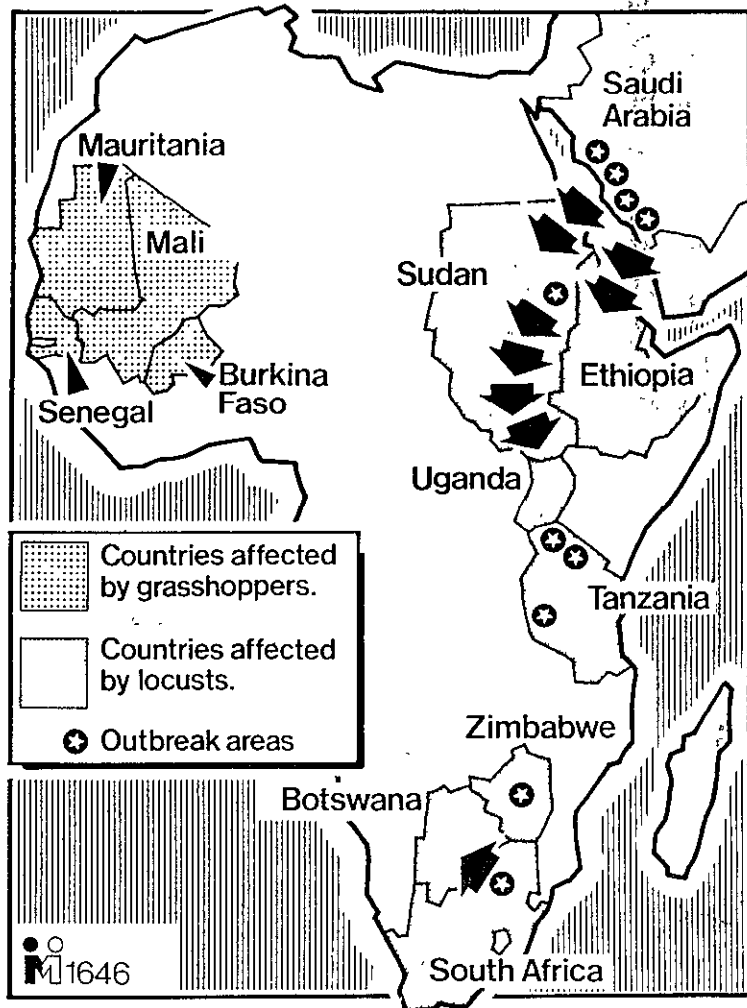 Saudi
Arabia
Mauritania
Mali
Sudan
Ethiopia
Burkina
Faso
Senegal
Uganda
Countries affected
by grasshoppers.
Countries affected
by locusts.
Outbreak areas
Tanzania
Zimbabwe
Botswana
South Africa
1646